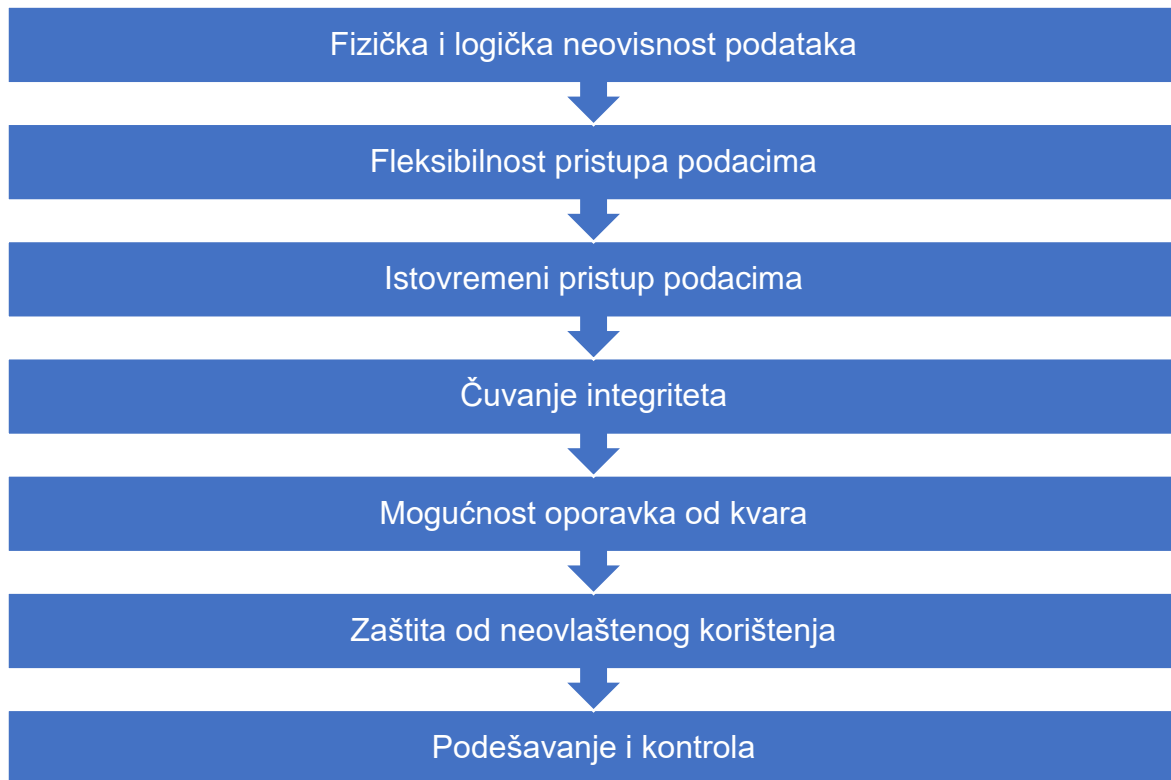 Fizička i logička neovisnost podataka
Fleksibilnost pristupa podacima
Istovremeni pristup podacima
Čuvanje integriteta
Mogućnost oporavka od kvara
Zaštita od neovlaštenog korištenja
Podešavanje i kontrola